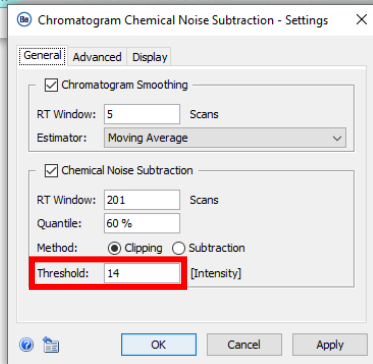 Be Chromatogram Chemical Noise Subtraction - Settings
General Advanced Display
Chromatogram Smoothing
RT Window: 5 Scans
Estimator: Moving Average
Chemical Noise Subtraction
RT Window: 201 Scans
Quantile: 60 %
Method: Clipping Subtraction
Threshold: 14 [Intensity]
OK Cancel Apply